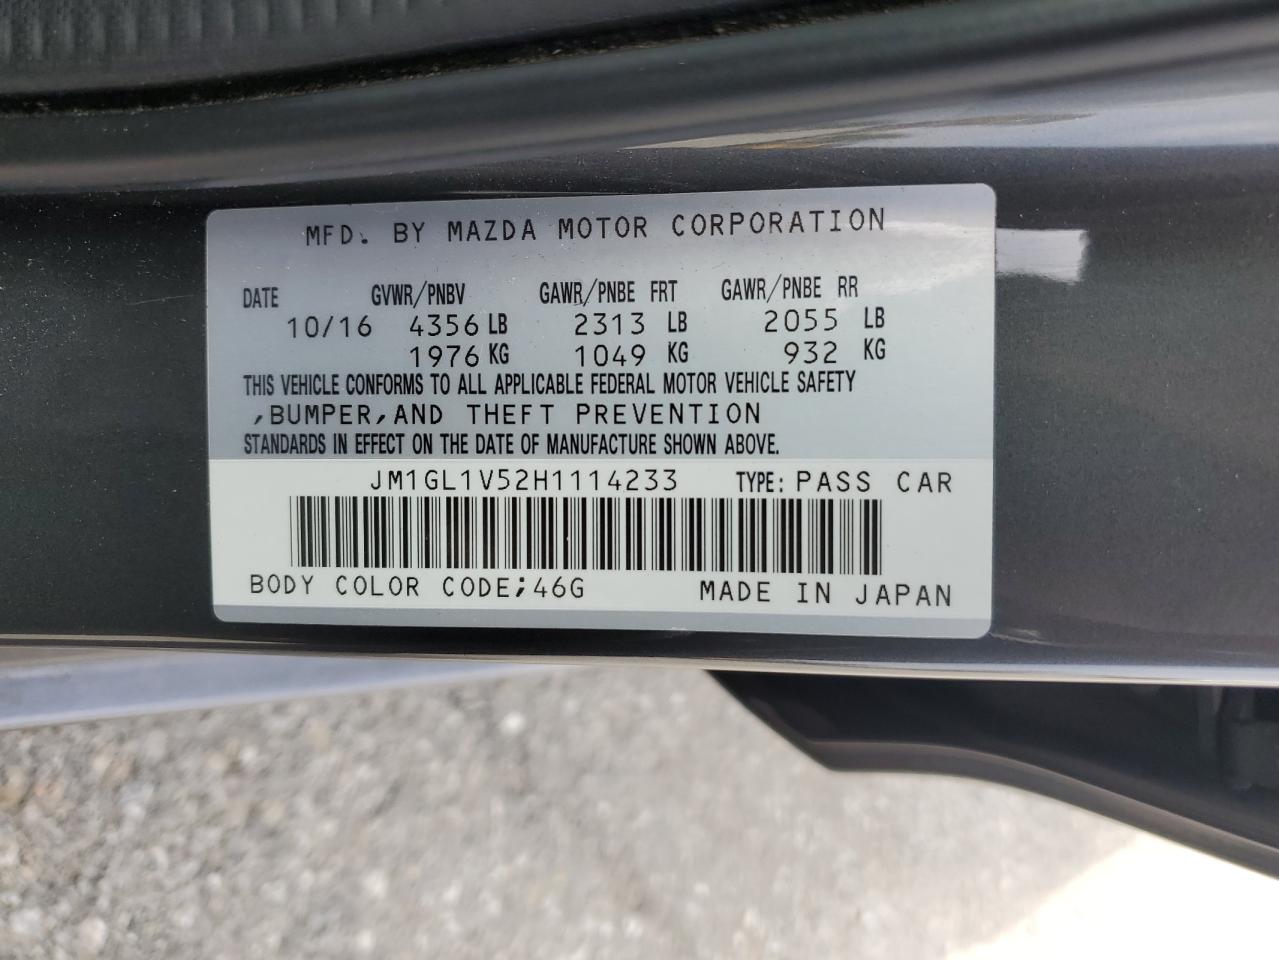 MFD. BY MAZDA MOTOR CORPORATION
DATE GVWR/PNBV GAWR/PNBE FRT GAWR/PNBE RR
10/16 4356 LB 2313 LB 2055 LB
1976 KG 1049 KG 932 KG
THIS VEHICLE CONFORMS TO ALL APPLICABLE FEDERAL MOTOR VEHICLE SAFETY
,BUMPER,AND THEFT PREVENTION
STANDARDS IN EFFECT ON THE DATE OF MANUFACTURE SHOWN ABOVE.
JM1GL1V52H1114233 TYPE: PASS CAR
BODY COLOR CODE;46G MADE IN JAPAN